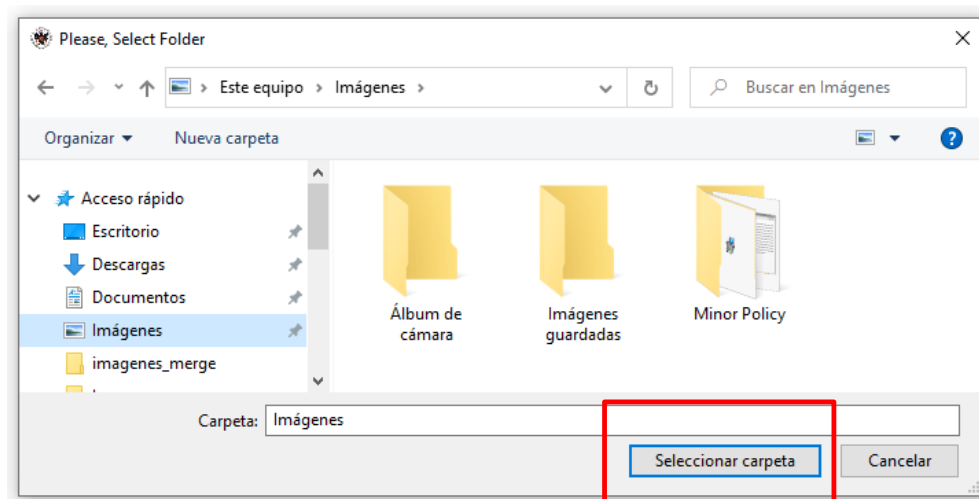 Please, Select Folder
Este equipo > Imágenes >
Buscar en Imágenes
Organizar
Nueva carpeta
Acceso rápido
Escritorio
Descargas
Documentos
Imágenes
imagenes_merge
Álbum de
cámara
Imágenes
guardadas
Minor Policy
Carpeta: Imágenes
Seleccionar carpeta
Cancelar